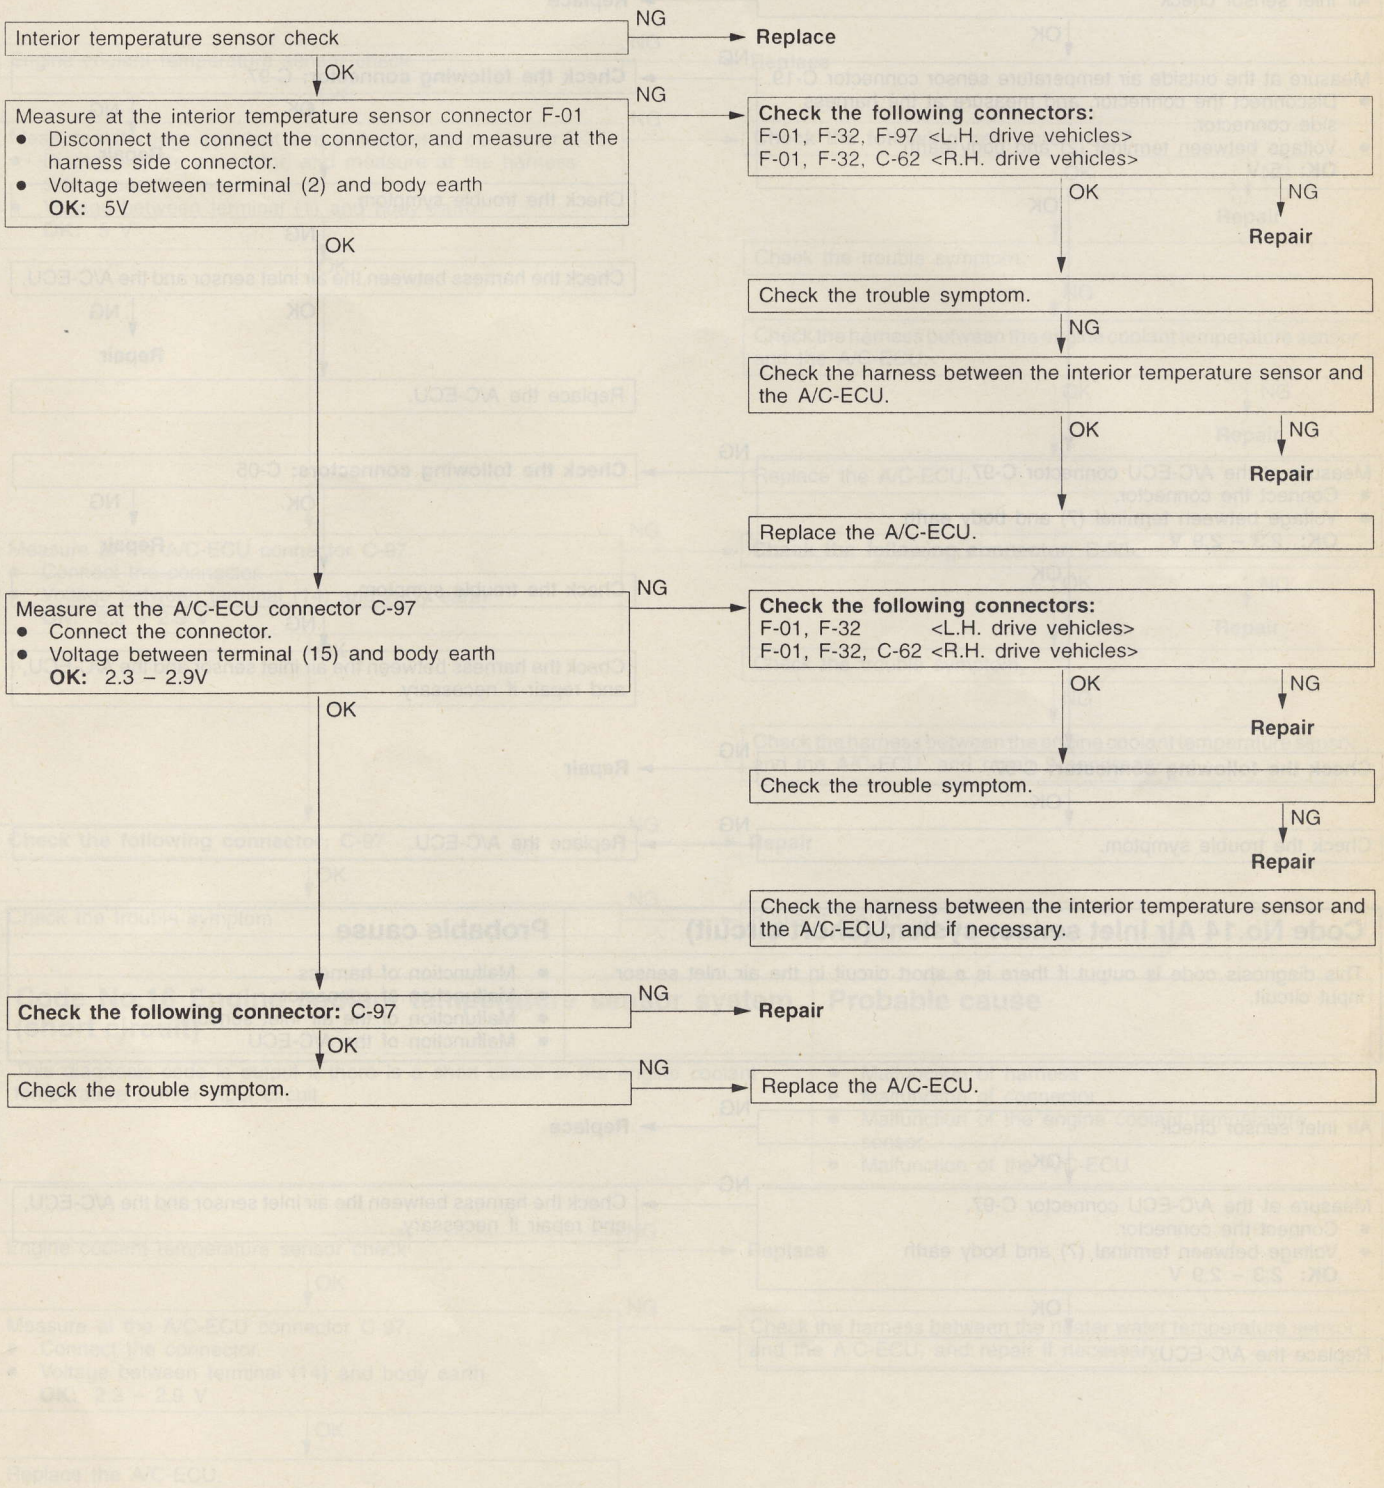 Interior temperature sensor check
NG
Replace
OK
Measure at the interior temperature sensor connector F-01
● Disconnect the connect the connector, and measure at the harness side connector.
● Voltage between terminal (2) and body earth
OK: 5V
NG
Check the following connectors:
F-01, F-32, F-97 <L.H. drive vehicles>
F-01, F-32, C-62 <R.H. drive vehicles>
OK
NG
Repair
Check the trouble symptom.
NG
Check the harness between the interior temperature sensor and
the A/C-ECU.
OK
NG
Repair
Replace the A/C-ECU.
OK
Measure at the A/C-ECU connector C-97
● Connect the connector.
● Voltage between terminal (15) and body earth
OK: 2.3 – 2.9V
NG
Check the following connectors:
F-01, F-32 <L.H. drive vehicles>
F-01, F-32, C-62 <R.H. drive vehicles>
OK
NG
Repair
Check the trouble symptom.
NG
Repair
Check the harness between the interior temperature sensor and
the A/C-ECU, and if necessary.
OK
Check the following connector: C-97
NG
Repair
OK
Check the trouble symptom.
NG
Replace the A/C-ECU.